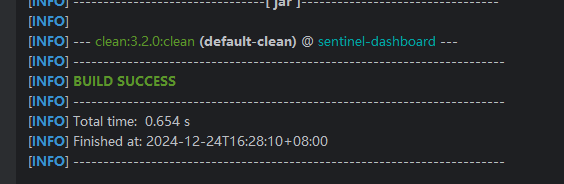 [INFO] --------------------------------[ jar ]---------------------------------
[INFO]
[INFO] --- clean:3.2.0:clean (default-clean) @ sentinel-dashboard ---
[INFO] ------------------------------------------------------------------------
[INFO] BUILD SUCCESS
[INFO] ------------------------------------------------------------------------
[INFO] Total time:  0.654 s
[INFO] Finished at: 2024-12-24T16:28:10+08:00
[INFO] ------------------------------------------------------------------------